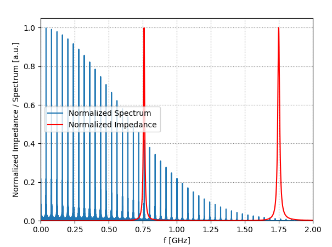 Normalized Impedance / Spectrum [a.u.]
1.0
0.8
0.6
0.4
0.2
0.0
Normalized Spectrum
Normalized Impedance
0.00 0.25 0.50 0.75 1.00 1.25 1.50 1.75 2.00
f [GHz]